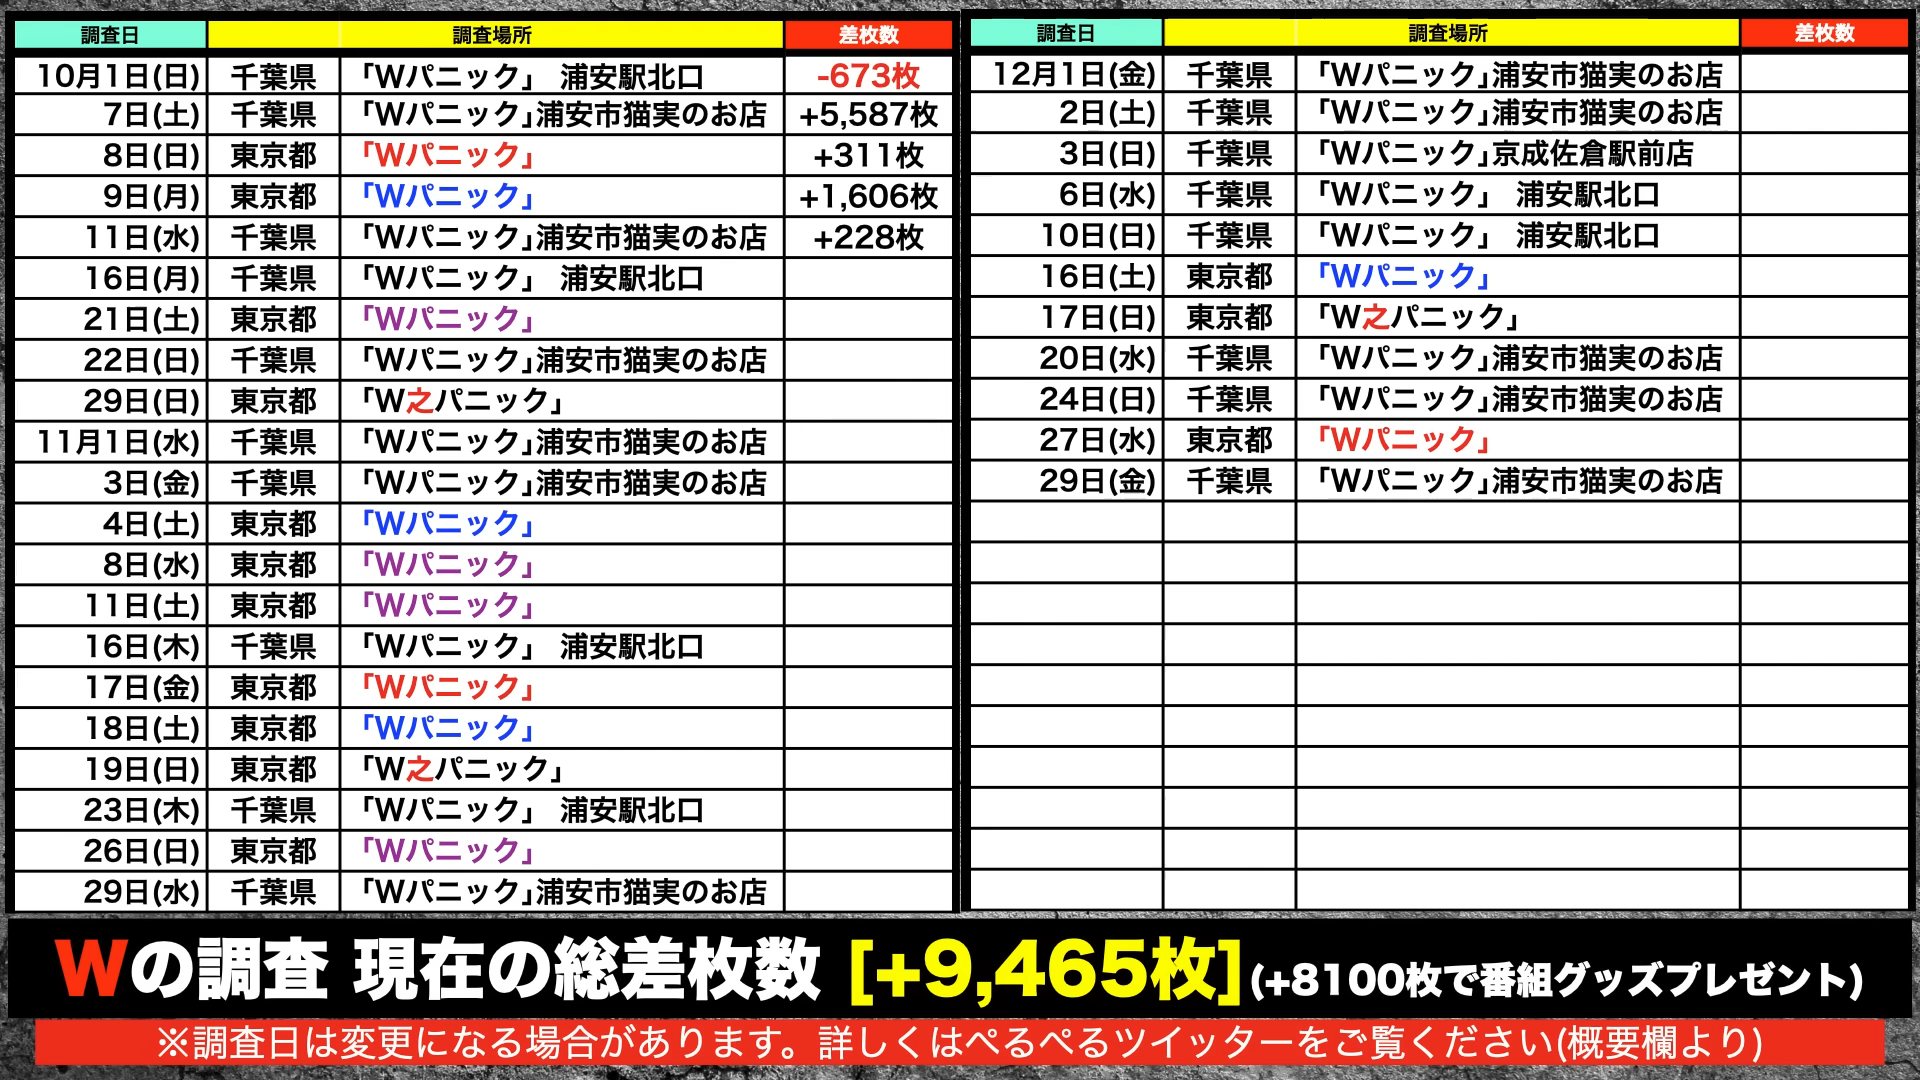 調査日 調査場所 差枚数
10月1日(日) 千葉県 「Wパニック」 浦安駅北口 -673枚
7日(土) 千葉県 「Wパニック」浦安市猫実のお店 +5,587枚
8日(日) 東京都 「Wパニック」 +311枚
9日(月) 東京都 「Wパニック」 +1,606枚
11日(水) 千葉県 「Wパニック」浦安市猫実のお店 +228枚
16日(月) 千葉県 「Wパニック」 浦安駅北口
21日(土) 東京都 「Wパニック」
22日(日) 千葉県 「Wパニック」浦安市猫実のお店
29日(日) 東京都 「W之パニック」
11月1日(水) 千葉県 「Wパニック」浦安市猫実のお店
3日(金) 千葉県 「Wパニック」浦安市猫実のお店
4日(土) 東京都 「Wパニック」
8日(水) 東京都 「Wパニック」
11日(土) 東京都 「Wパニック」
16日(木) 千葉県 「Wパニック」 浦安駅北口
17日(金) 東京都 「Wパニック」
18日(土) 東京都 「Wパニック」
19日(日) 東京都 「W之パニック」
23日(木) 千葉県 「Wパニック」 浦安駅北口
26日(日) 東京都 「Wパニック」
29日(水) 千葉県 「Wパニック」浦安市猫実のお店
調査日 調査場所 差枚数
12月1日(金) 千葉県 「Wパニック」浦安市猫実のお店
2日(土) 千葉県 「Wパニック」浦安市猫実のお店
3日(日) 千葉県 「Wパニック」京成佐倉駅前店
6日(水) 千葉県 「Wパニック」 浦安駅北口
10日(日) 千葉県 「Wパニック」 浦安駅北口
16日(土) 東京都 「Wパニック」
17日(日) 東京都 「W之パニック」
20日(水) 千葉県 「Wパニック」浦安市猫実のお店
24日(日) 千葉県 「Wパニック」浦安市猫実のお店
27日(水) 東京都 「Wパニック」
29日(金) 千葉県 「Wパニック」浦安市猫実のお店
Wの調査 現在の総差枚数 [+9,465枚] (+8100枚で番組グッズプレゼント)
※調査日は変更になる場合があります。詳しくはぺるぺるツイッターをご覧ください(概要欄より)